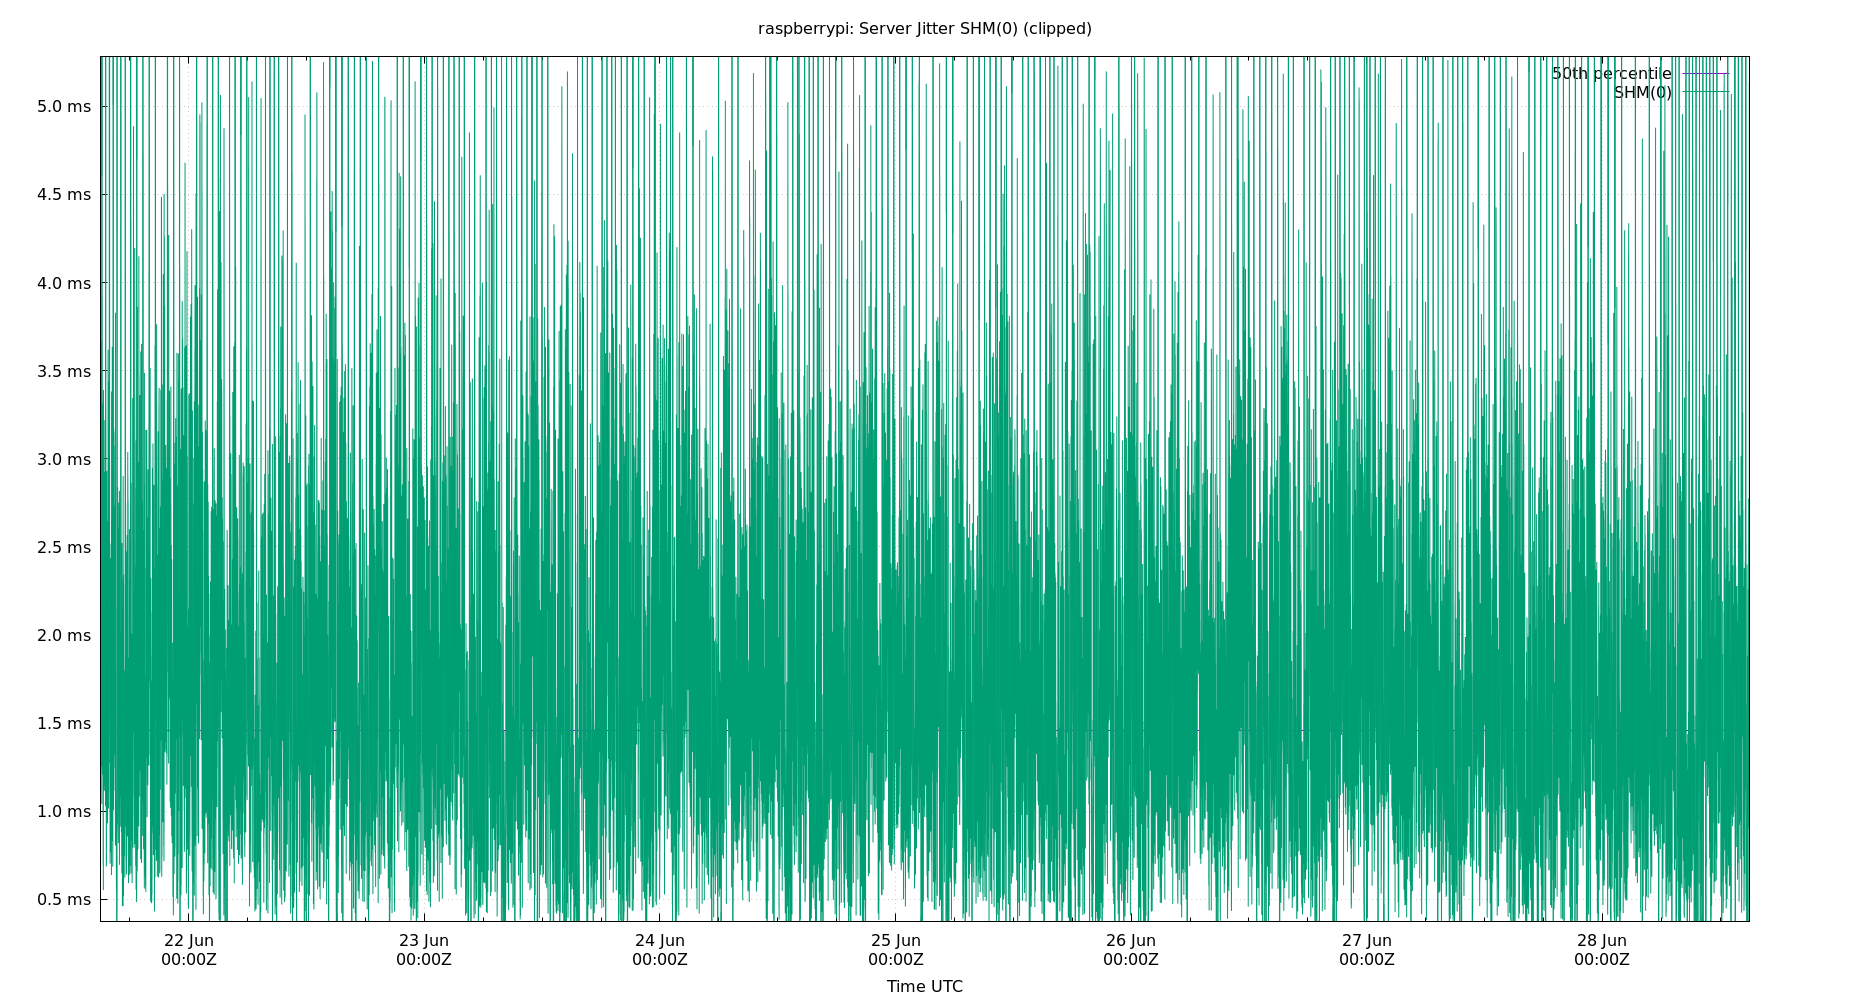 raspberrypi: Server Jitter SHM(0) (clipped)
50th percentile
SHM(0)
5.0 ms
4.5 ms
4.0 ms
3.5 ms
3.0 ms
2.5 ms
2.0 ms
1.5 ms
1.0 ms
0.5 ms
22 Jun 23 Jun 24 Jun 25 Jun 26 Jun 27 Jun 28 Jun
00:00Z 00:00Z 00:00Z 00:00Z 00:00Z 00:00Z 00:00Z
Time UTC